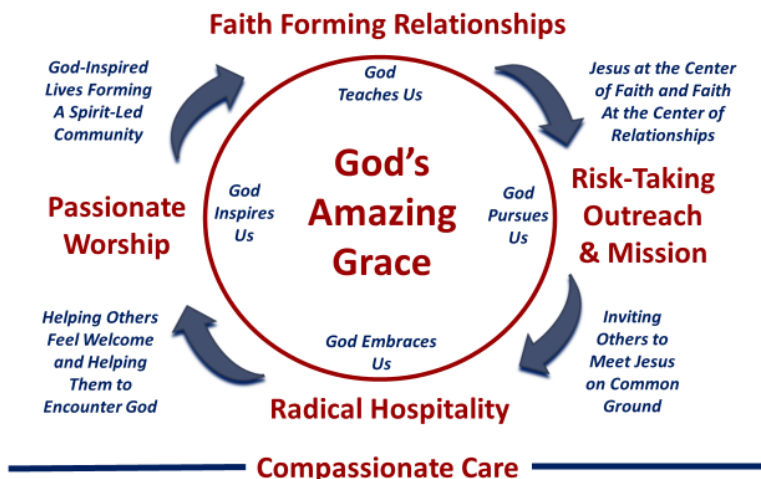 Faith Forming Relationships
God-Inspired
Lives Forming
A Spirit-Led
Community
God
Teaches Us
Jesus at the Center
of Faith and Faith
At the Center of
Relationships
Passionate
Worship
God
Inspires
Us
God's
Amazing
Grace
God
Pursues
Us
Risk-Taking
Outreach
& Mission
Helping Others
Feel Welcome
and Helping
Them to
Encounter God
God Embraces
Us
Inviting
Others to
Meet Jesus
on Common
Ground
Radical Hospitality
Compassionate Care